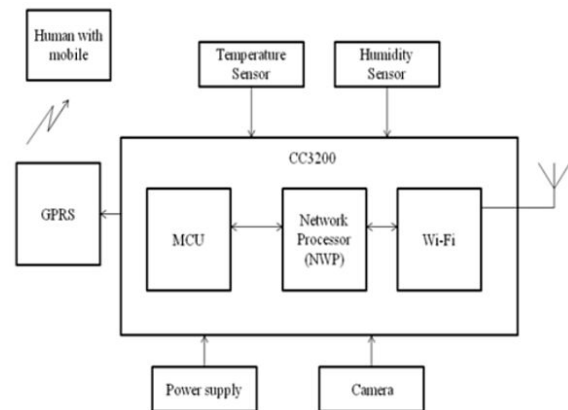 Human with
mobile
Temperature
Sensor
Humidity
Sensor
CC3200
GPRS
MCU
Network
Processor
(NWP)
Wi-Fi
Power supply
Camera